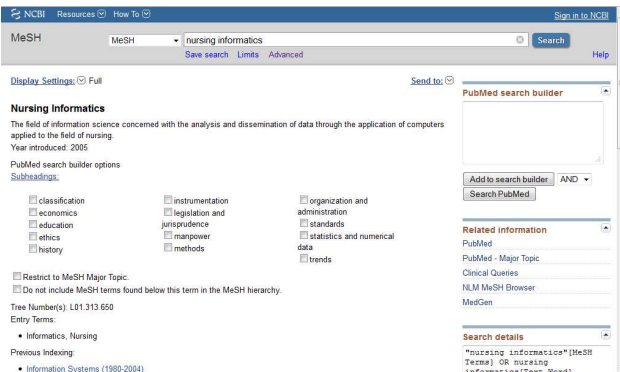 NCBI Resources How To Sign in to NCBI
MeSH MeSH nursing informatics Search
Save search Limits Advanced Help
Display Settings: Full Send to:
Nursing Informatics
The field of information science concerned with the analysis and dissemination of data through the application of computers
applied to the field of nursing.
Year introduced: 2005
PubMed search builder options
Subheadings:
classification
economics
education
ethics
history
instrumentation
legislation and
jurisprudence
manpower
methods
organization and
administration
standards
statistics and numerical
data
trends
Restrict to MeSH Major Topic.
Do not include MeSH terms found below this term in the MeSH hierarchy.
Tree Number(s): L01.313.650
Entry Terms:
• Informatics, Nursing
Previous Indexing:
• Information Systems (1980-2004)
PubMed search builder
Add to search builder AND
Search PubMed
Related information
PubMed
PubMed - Major Topic
Clinical Queries
NLM MeSH Browser
MedGen
Search details
"nursing informatics"[MeSH
Terms] OR nursing
informatics[Text Word]